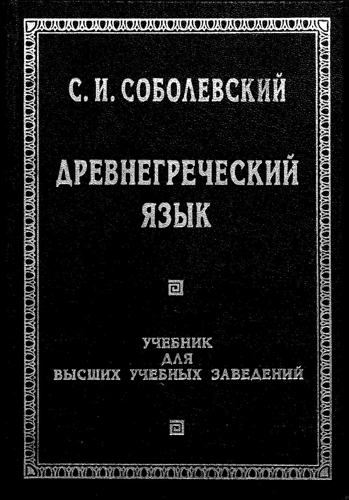 С. И. СОБОЛЕВСКИЙ
ДРЕВНЕГРЕЧЕСКИЙ
ЯЗЫК
УЧЕБНИК
ДЛЯ
ВЫСШИХ УЧЕБНЫХ ЗАВЕДЕНИЙ